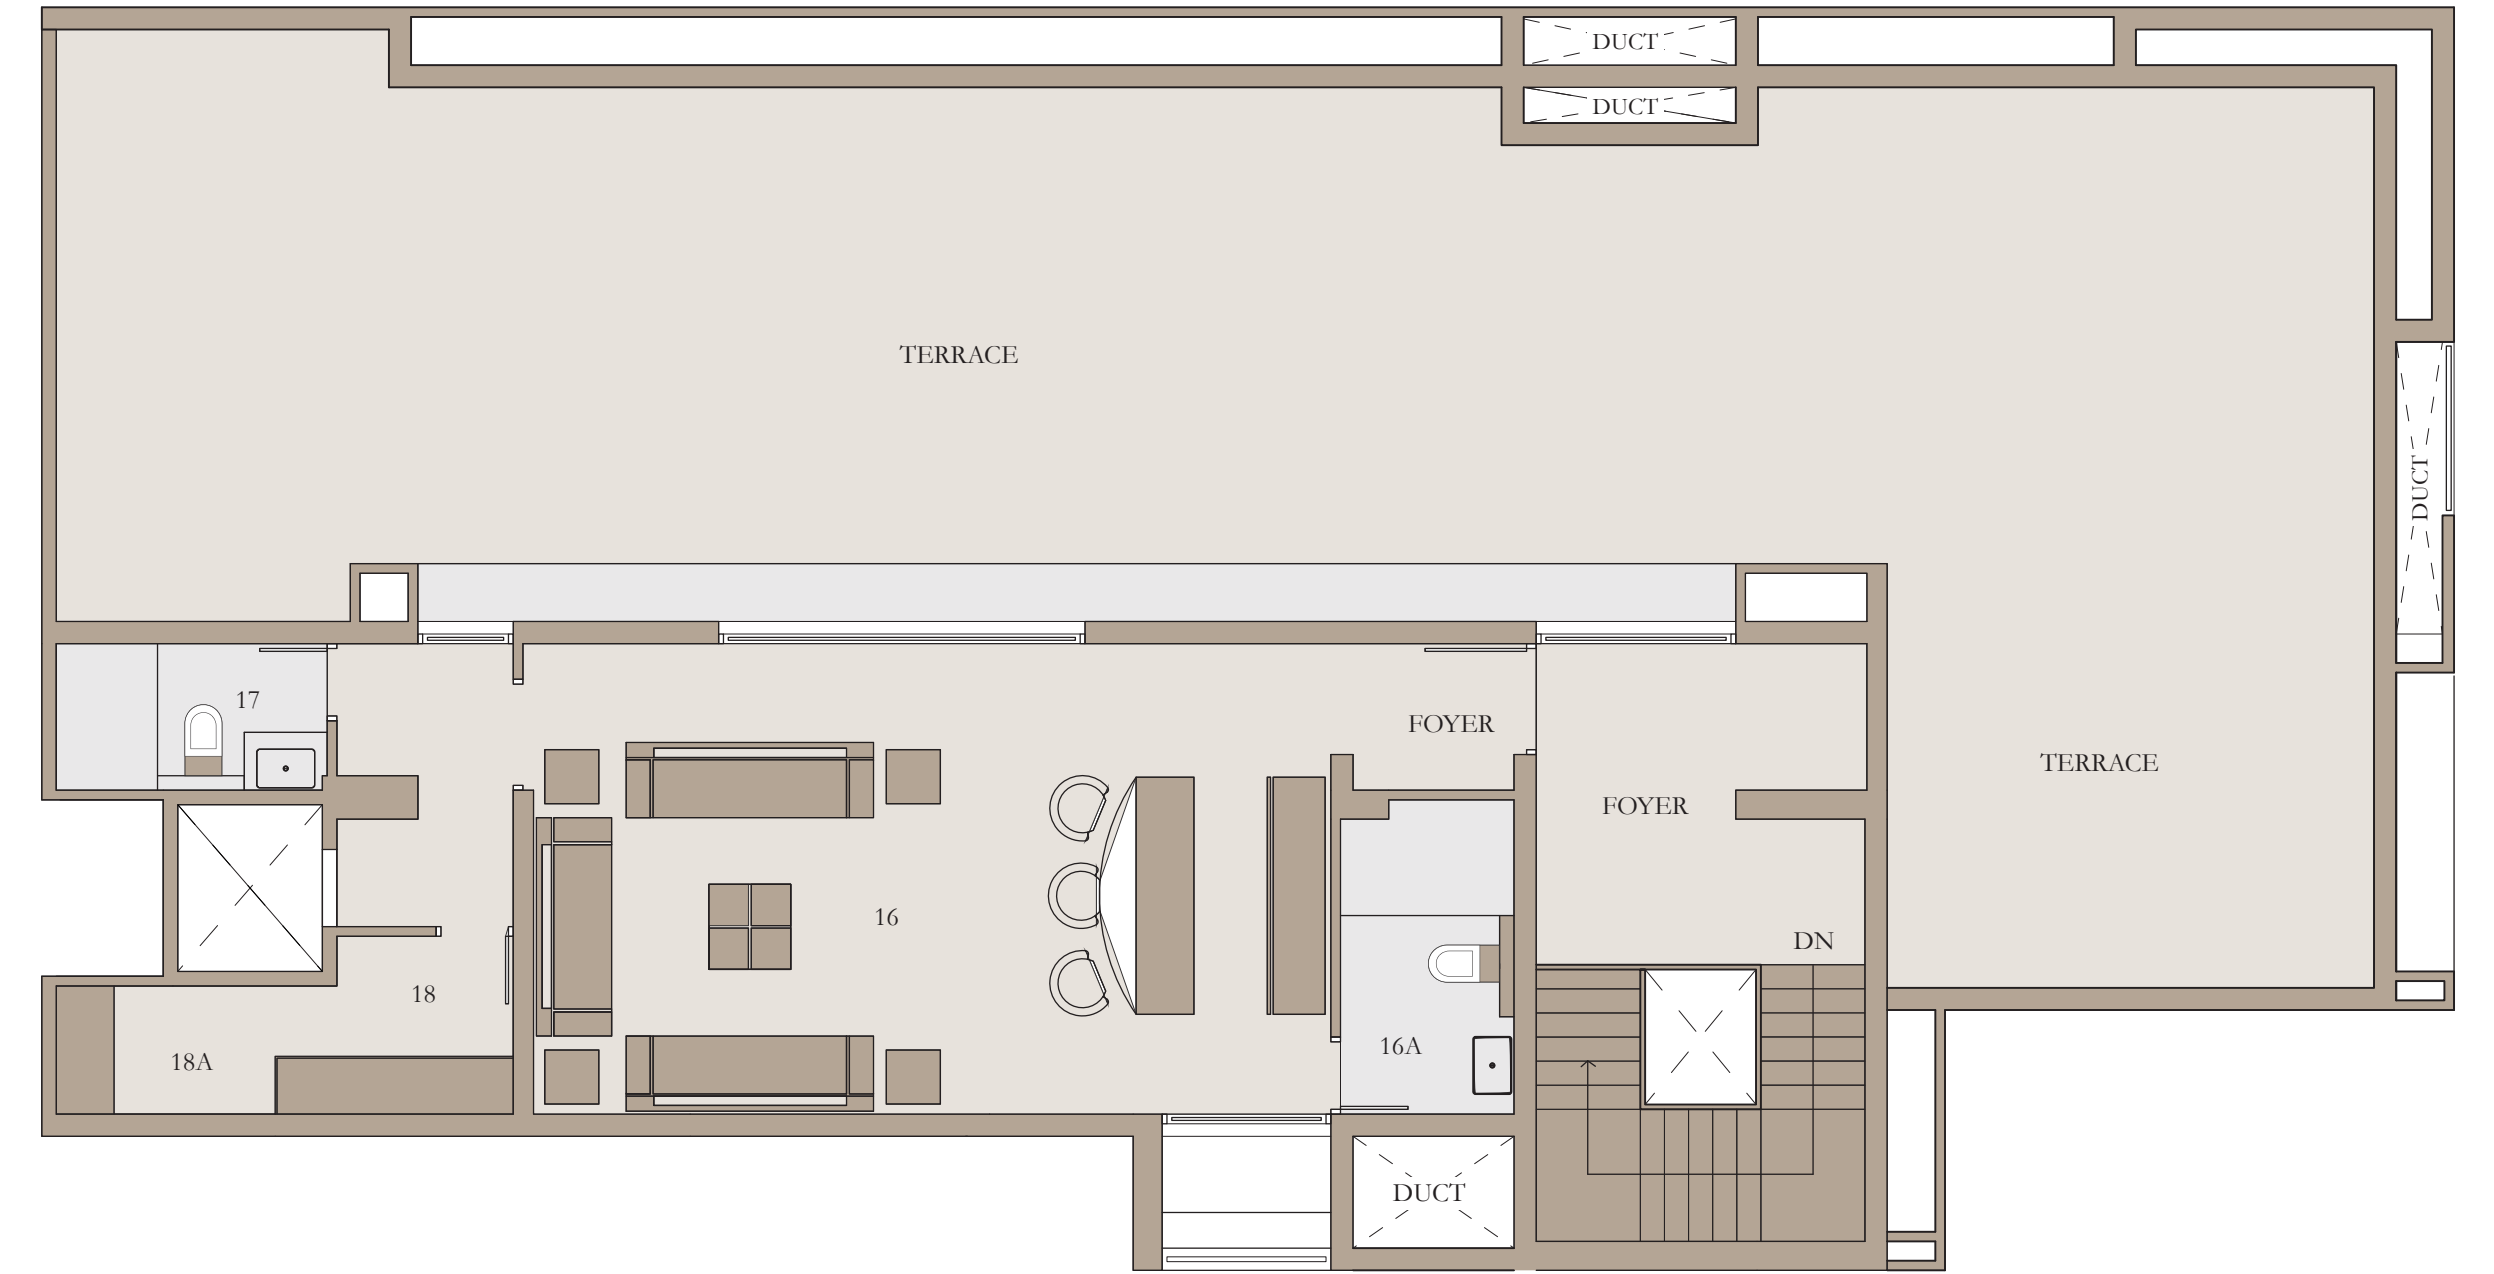 DUCT
DUCT
TERRACE
DUCT
17
FOYER
TERRACE
FOYER
16
DN
18
16A
18A
DUCT